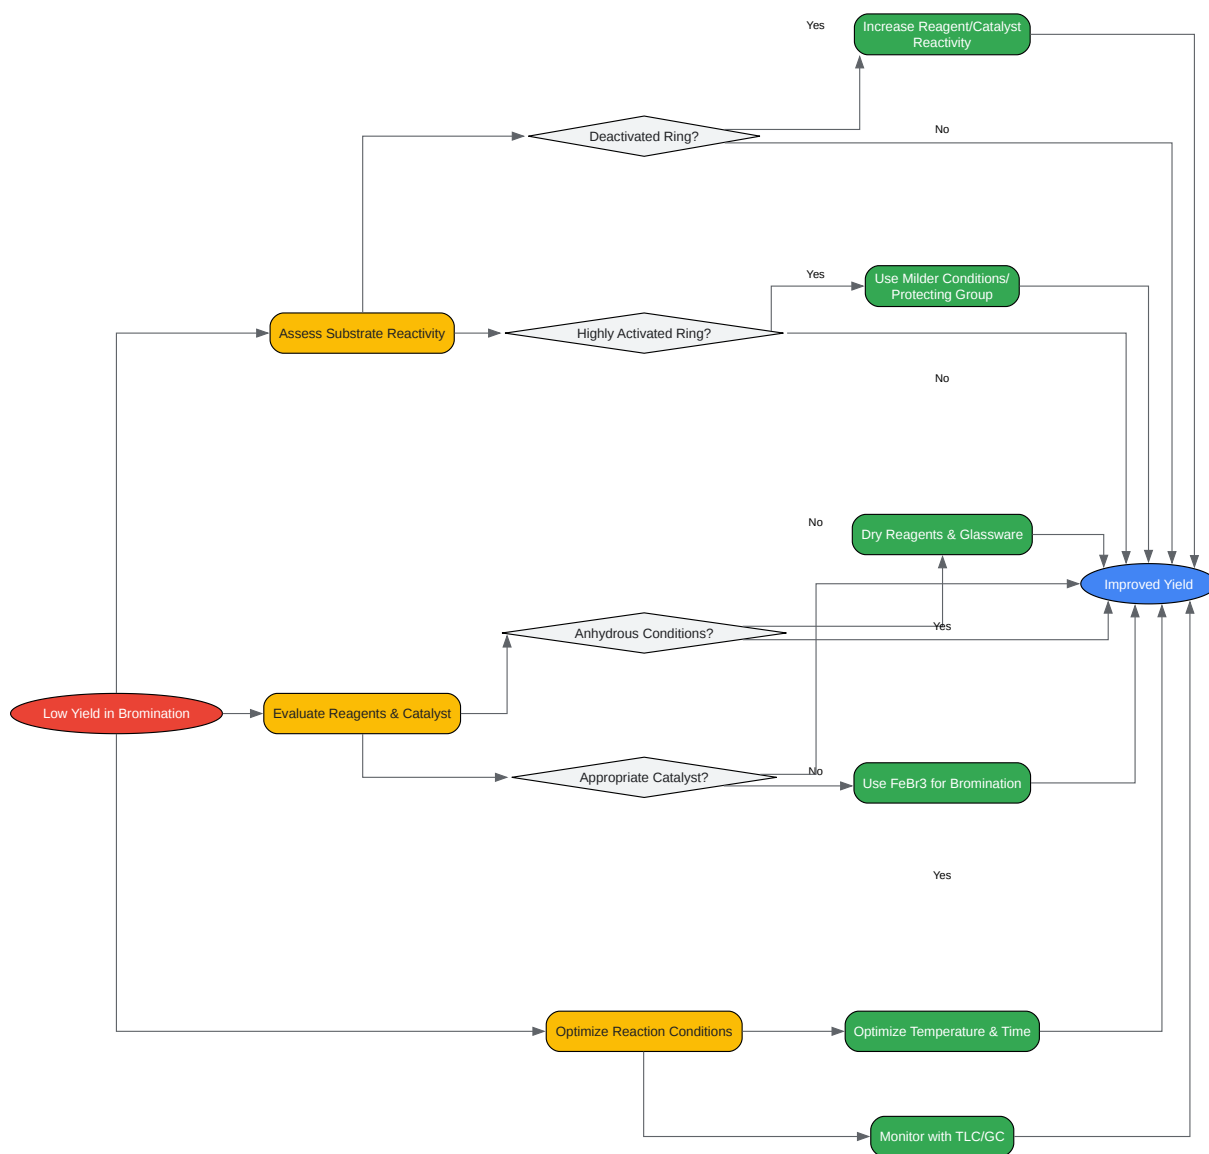 Yes
Increase Reagent/Catalyst
Reactivity
Deactivated Ring?
No
Yes
Use Milder Conditions/
Protecting Group
Assess Substrate Reactivity
Highly Activated Ring?
No
No
Dry Reagents & Glassware
Improved Yield
Anhydrous Conditions?
Yes
Low Yield in Bromination
Evaluate Reagents & Catalyst
Appropriate Catalyst?
No
Use FeBr3 for Bromination
Yes
Optimize Reaction Conditions
Optimize Temperature & Time
Monitor with TLC/GC